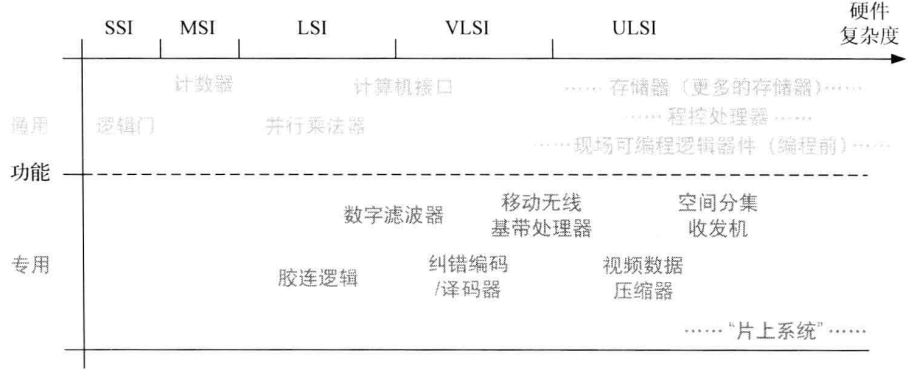 硬件
复杂度
SSI MSI LSI VLSI ULSI
计数器 计算机接口 ······ 存储器（更多的存储器）······
······ 程控处理器 ······
通用 逻辑门 并行乘法器
······现场可编程逻辑器件（编程前）······
功能
数字滤波器 移动无线 空间分集
基带处理器 收发机
专用 胶连逻辑 纠错编码 视频数据
/译码器 压缩器
······ “片上系统” ······